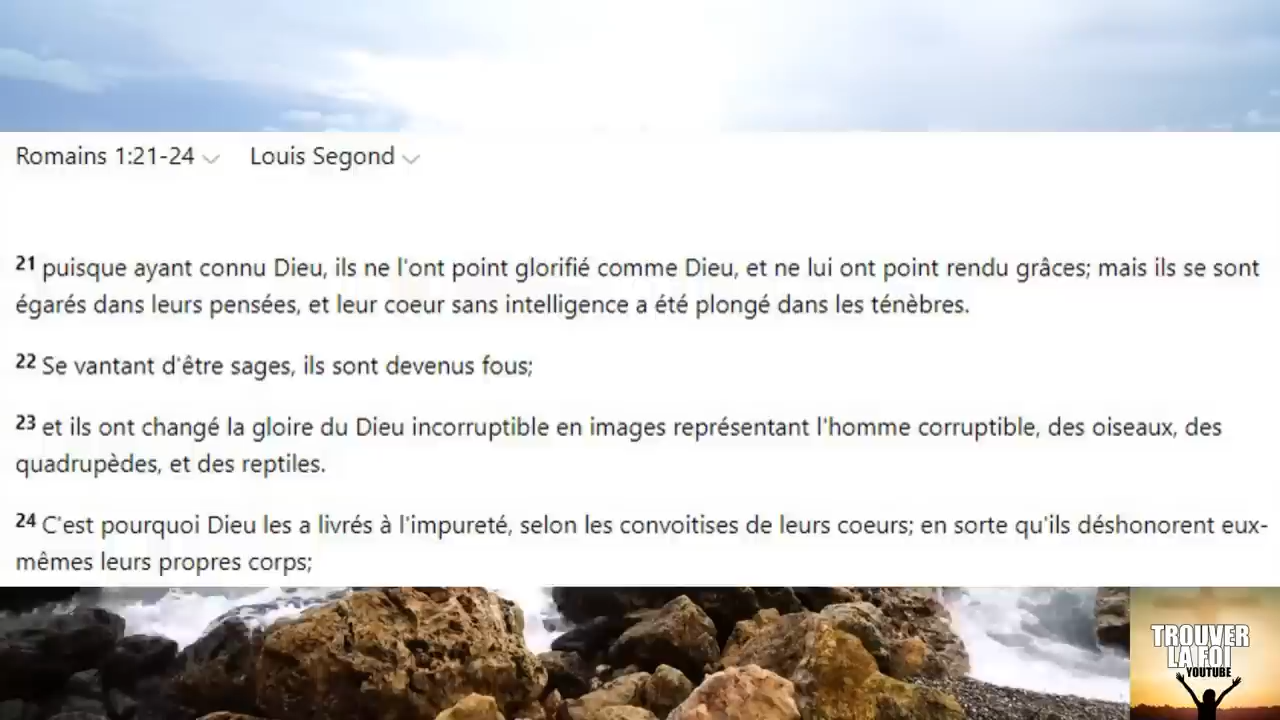 Romains 1:21-24 Louis Segond
21 puisque ayant connu Dieu, ils ne l'ont point glorifié comme Dieu, et ne lui ont point rendu grâces; mais ils se sont
égarés dans leurs pensées, et leur coeur sans intelligence a été plongé dans les ténèbres.
22 Se vantant d'être sages, ils sont devenus fous;
23 et ils ont changé la gloire du Dieu incorruptible en images représentant l'homme corruptible, des oiseaux, des
quadrupèdes, et des reptiles.
24 C'est pourquoi Dieu les a livrés à l'impureté, selon les convoitises de leurs coeurs; en sorte qu'ils déshonorent eux-
mêmes leurs propres corps;
TROUVER
LA FOI
YOUTUBE